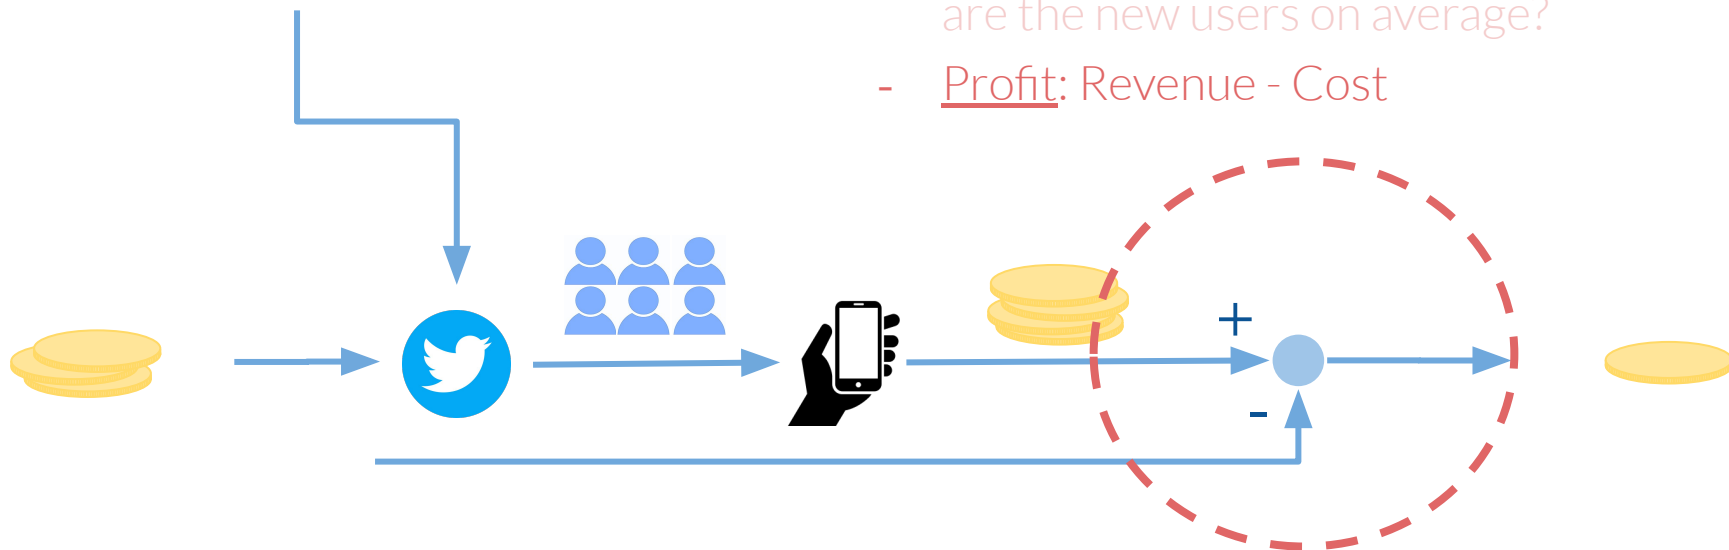 are the new users on average?
- Profit: Revenue - Cost
+
-